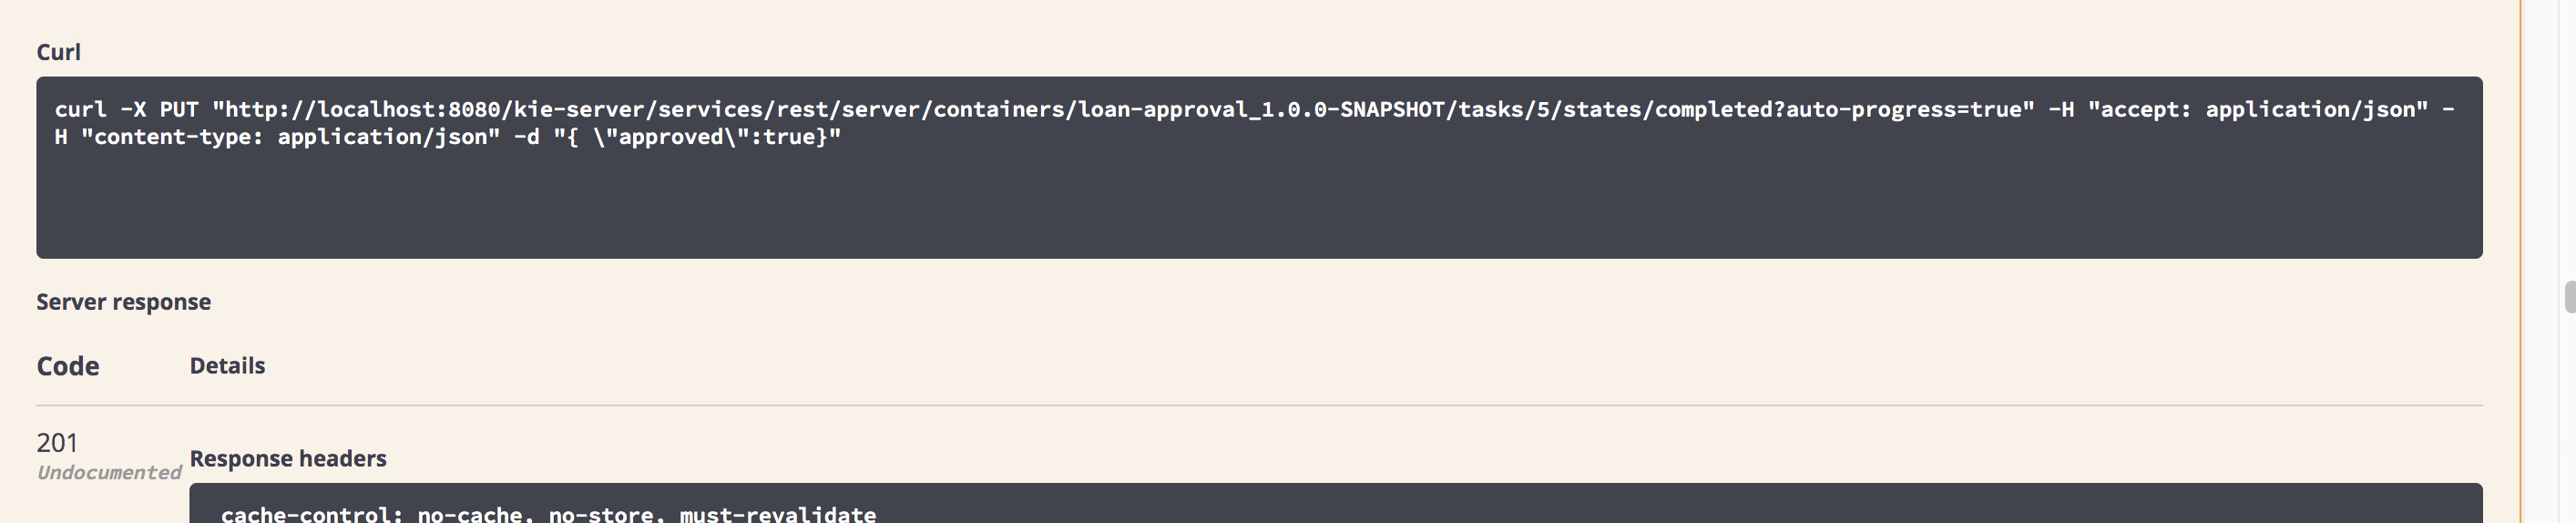 Curl
curl -X PUT "http://localhost:8080/kie-server/services/rest/server/containers/loan-approval_1.0.0-SNAPSHOT/tasks/5/states/completed?auto-progress=true" -H "accept: application/json" -
H "content-type: application/json" -d "{ \"approved\":true}"
Server response
Code Details
201
Undocumented
Response headers
cache-control: no-cache, no-store, must-revalidate